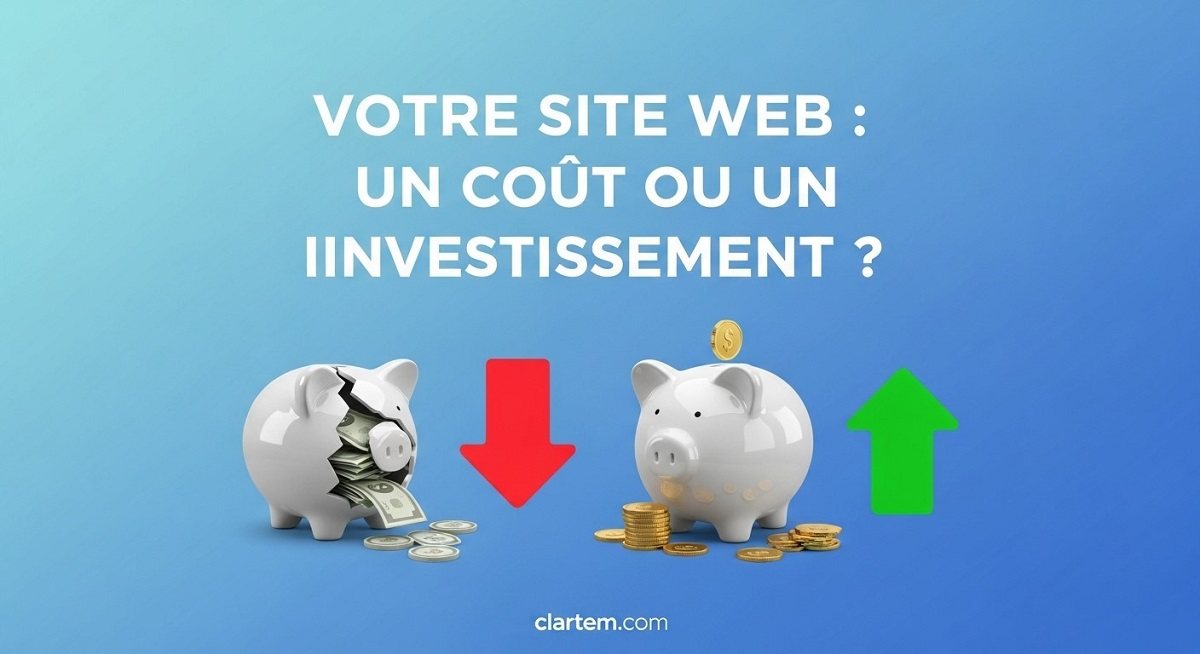 VOTRE SITE WEB :
UN COÛT OU UN
IINVESTISSEMENT ?
$
clartem.com